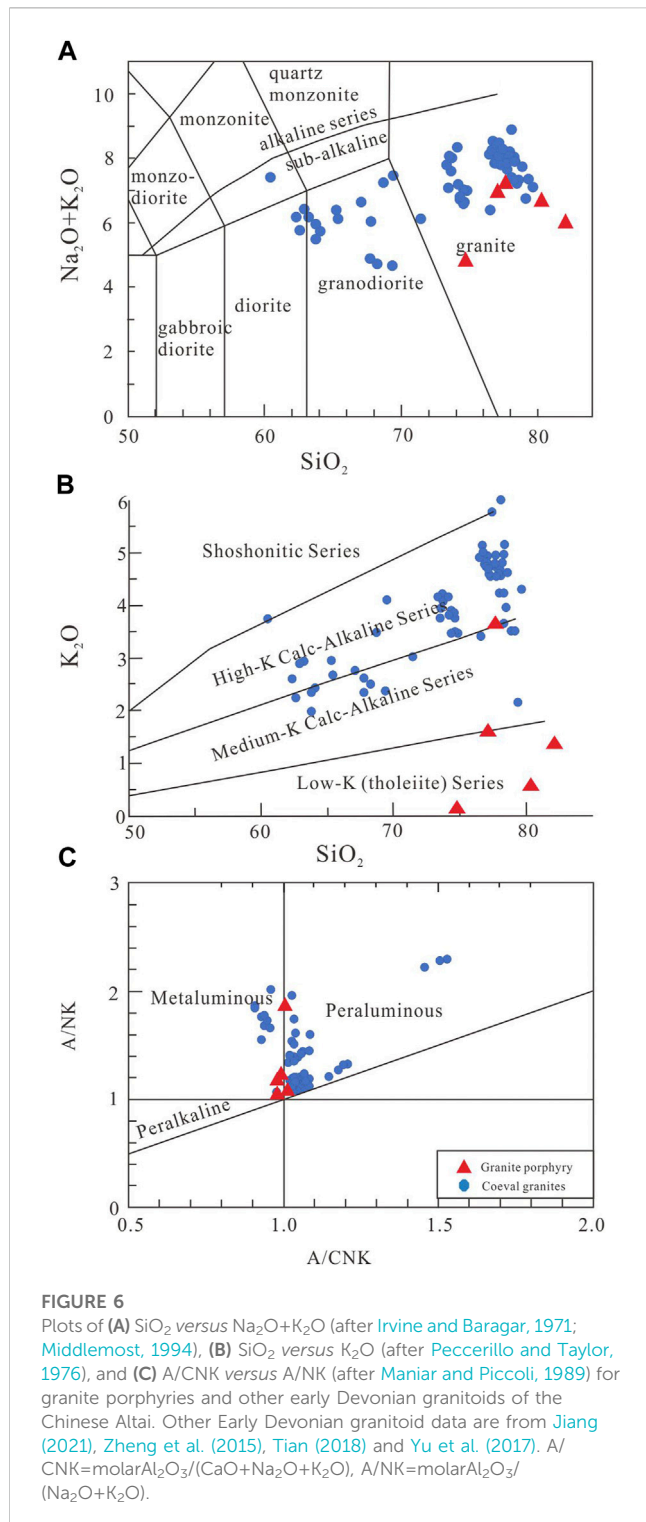 A
10
8
6
4
2
0
Na₂O+K₂O
quartz
monzonite
monzonite
alkaline series
sub-alkaline
monzo-
diorite
granite
granodiorite
diorite
gabbroic
diorite
50
60
70
80
SiO₂
B
6
5
4
3
2
1
0
K₂O
Shoshonitic Series
High-K Calc-Alkaline Series
Medium-K Calc-Alkaline Series
Low-K (tholeiite) Series
50
60
70
80
SiO₂
C
3
2
1
0
A/NK
Metaluminous
Peraluminous
Peralkaline
Granite porphyry
Coeval granites
0.5
1.0
1.5
2.0
A/CNK
FIGURE 6
Plots of (A) SiO₂ versus Na₂O+K₂O (after Irvine and Baragar, 1971;
Middlemost, 1994), (B) SiO₂ versus K₂O (after Peccerillo and Taylor,
1976), and (C) A/CNK versus A/NK (after Maniar and Piccoli, 1989) for
granite porphyries and other early Devonian granitoids of the
Chinese Altai. Other Early Devonian granitoid data are from Jiang
(2021), Zheng et al. (2015), Tian (2018) and Yu et al. (2017). A/
CNK=molarAl₂O₃/(CaO+Na₂O+K₂O), A/NK=molarAl₂O₃/
(Na₂O+K₂O).